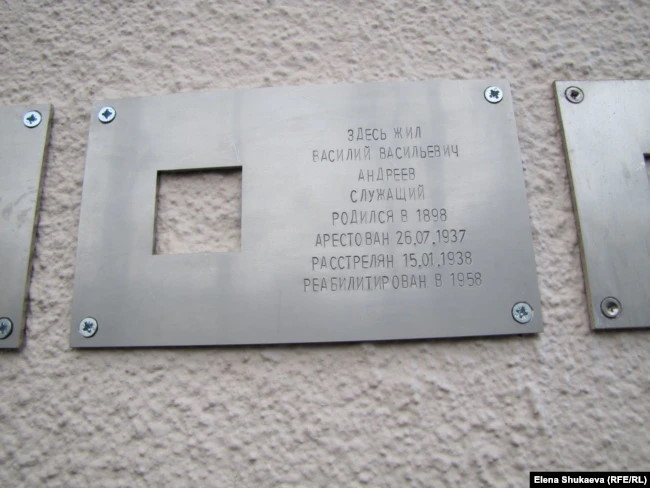 ЗДЕСЬ ЖИЛ
ВАСИЛИЙ ВАСИЛЬЕВИЧ
АНДРЕЕВ
СЛУЖАЩИЙ
РОДИЛСЯ В 1898
АРЕСТОВАН 26.07.1937
РАССТРЕЛЯН 15.01.1938
РЕАБИЛИТИРОВАН В 1958
Elena Shukaeva (RFE/RL)